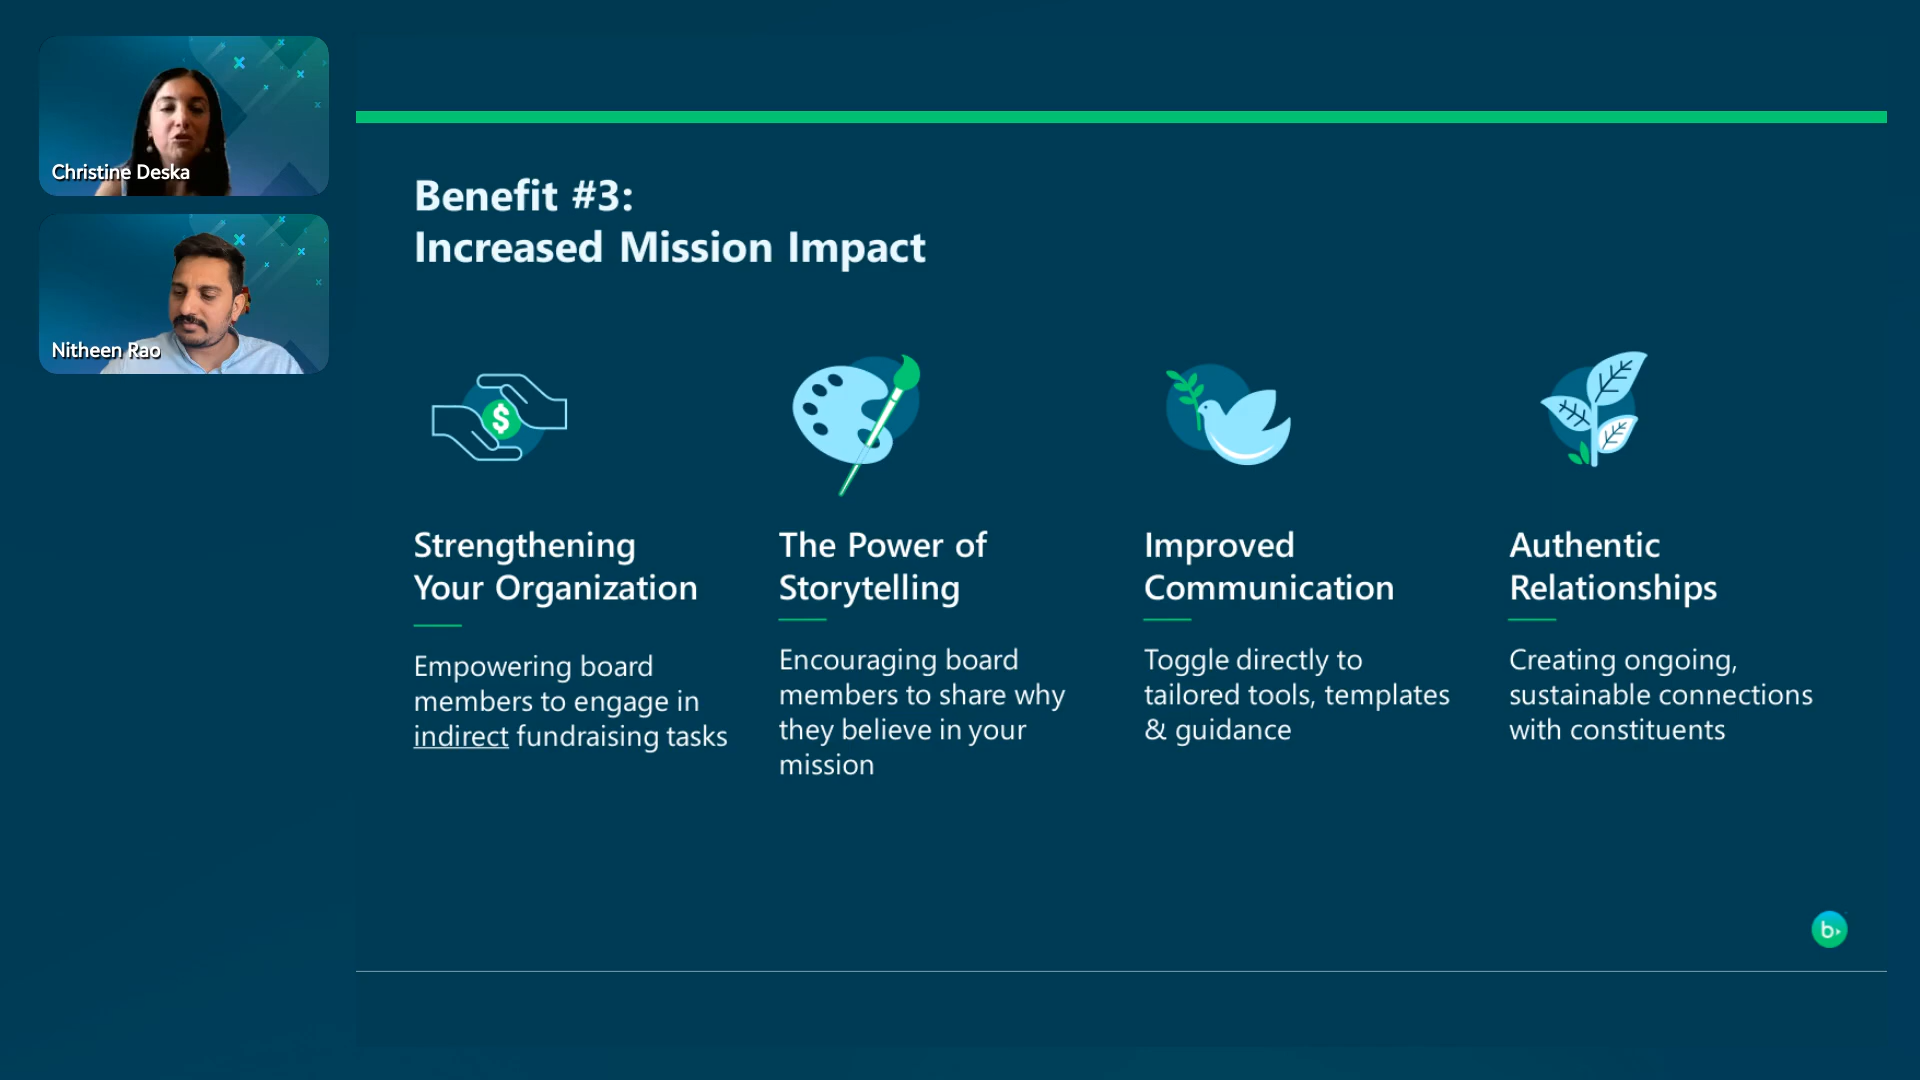 Christine Deska
Nitheen Rao
Benefit #3:
Increased Mission Impact
$
Strengthening
Your Organization
Empowering board
members to engage in
indirect fundraising tasks
The Power of
Storytelling
Encouraging board
members to share why
they believe in your
mission
Improved
Communication
Toggle directly to
tailored tools, templates
& guidance
Authentic
Relationships
Creating ongoing,
sustainable connections
with constituents
b